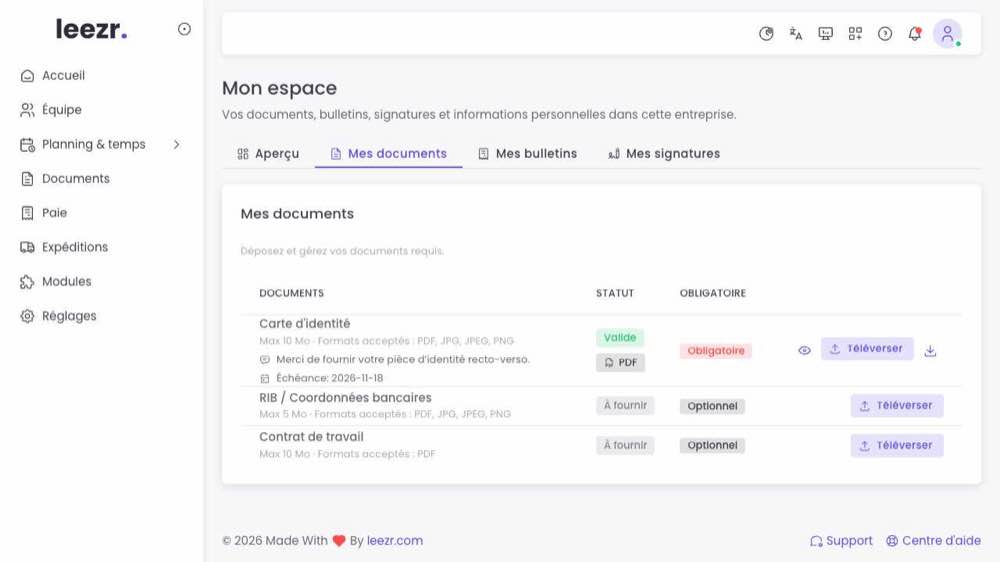 leezr.
Accueil
Équipe
Planning & temps
Documents
Paie
Expéditions
Modules
Réglages
Mon espace
Vos documents, bulletins, signatures et informations personnelles dans cette entreprise.
Aperçu Mes documents Mes bulletins Mes signatures
Mes documents
Déposez et gérez vos documents requis.
DOCUMENTS STATUT OBLIGATOIRE
Carte d'identité
Max 10 Mo · Formats acceptés : PDF, JPG, JPEG, PNG
Merci de fournir votre pièce d'identité recto-verso.
Échéance: 2026-11-18
Valide
PDF
Obligatoire
Téléverser
RIB / Coordonnées bancaires
Max 5 Mo · Formats acceptés : PDF, JPG, JPEG, PNG
À fournir
Optionnel
Téléverser
Contrat de travail
Max 10 Mo · Formats acceptés : PDF
À fournir
Optionnel
Téléverser
© 2026 Made With ❤ By leezr.com
Support Centre d'aide